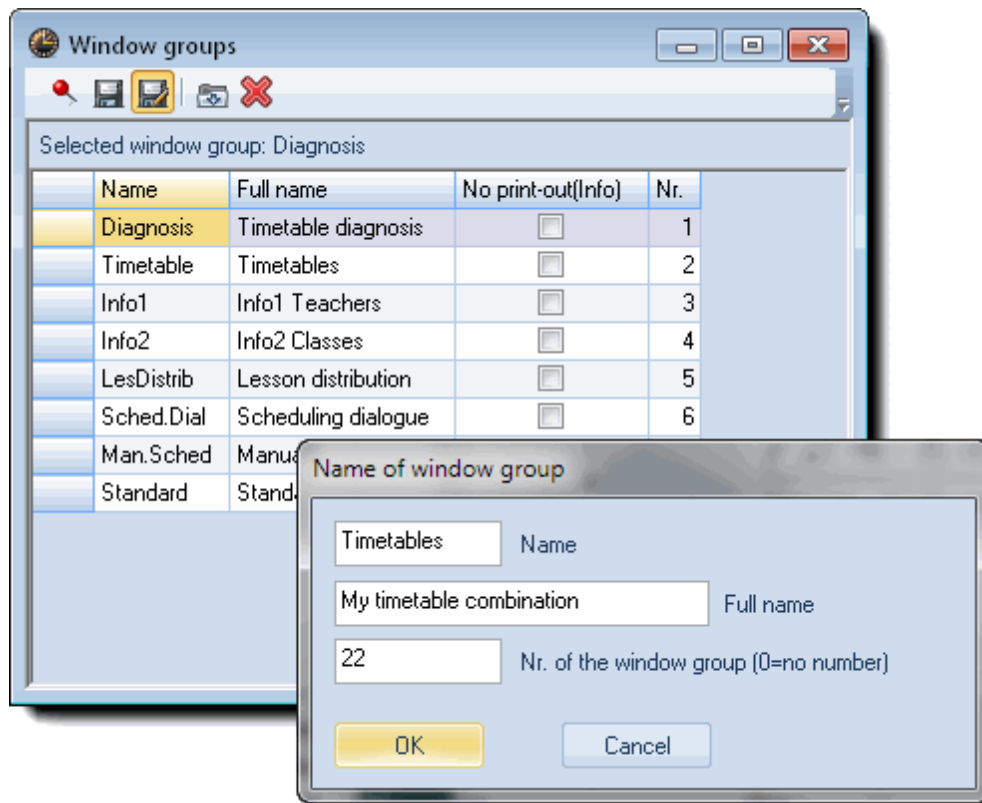 Window groups
Selected window group: Diagnosis
Name Full name No print-out(Info) Nr.
Diagnosis Timetable diagnosis 1
Timetable Timetables 2
Info1 Info1 Teachers 3
Info2 Info2 Classes 4
LesDistrib Lesson distribution 5
Sched.Dial Scheduling dialogue 6
Man.Sched
Standard
Name of window group
Timetables Name
My timetable combination Full name
22 Nr. of the window group (0=no number)
OK Cancel